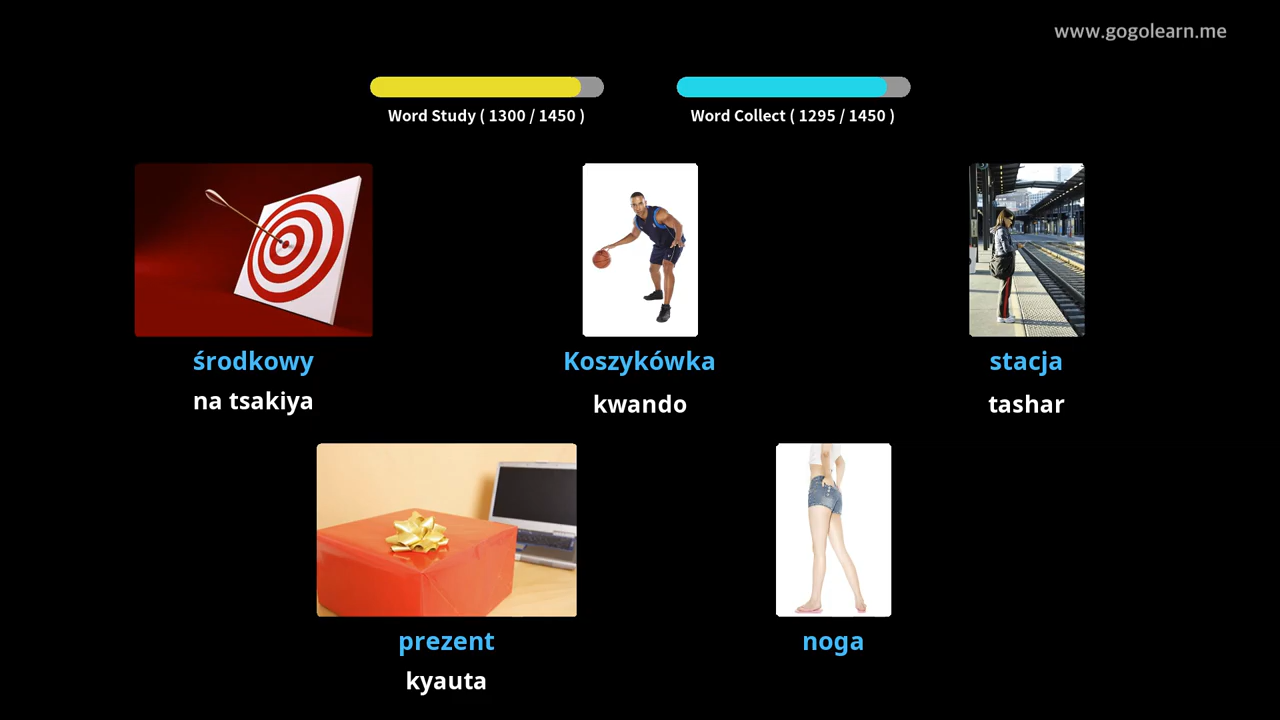 www.gogolearn.me
Word Study ( 1300 / 1450 )
Word Collect ( 1295 / 1450 )
środkowy
na tsakiya
Koszykówka
kwando
stacja
tashar
prezent
kyauta
noga